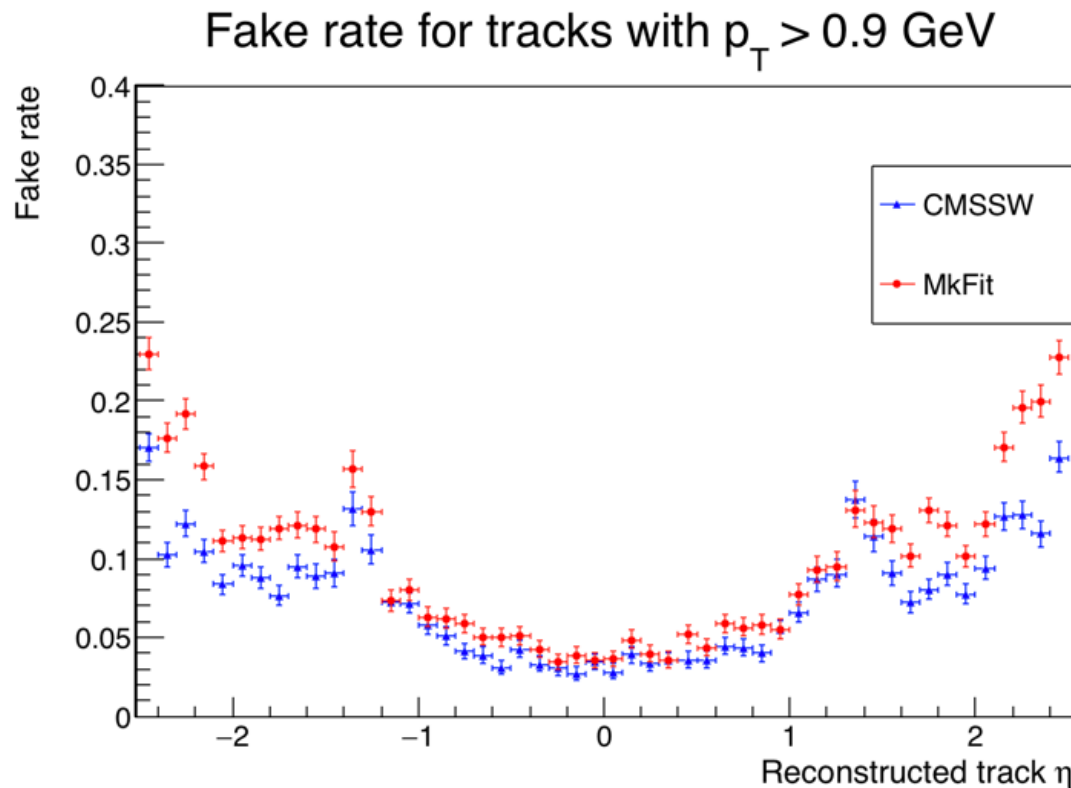 Fake rate for tracks with p_T > 0.9 GeV
Fake rate
0.4
0.35
0.3
0.25
0.2
0.15
0.1
0.05
0
CMSSW
MkFit
−2
−1
0
1
2
Reconstructed track η